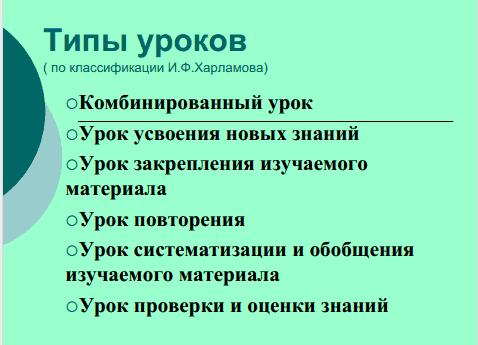 Типы уроков
( по классификации И.Ф.Харламова)
Комбинированный урок
Урок усвоения новых знаний
Урок закрепления изучаемого
материала
Урок повторения
Урок систематизации и обобщения
изучаемого материала
Урок проверки и оценки знаний